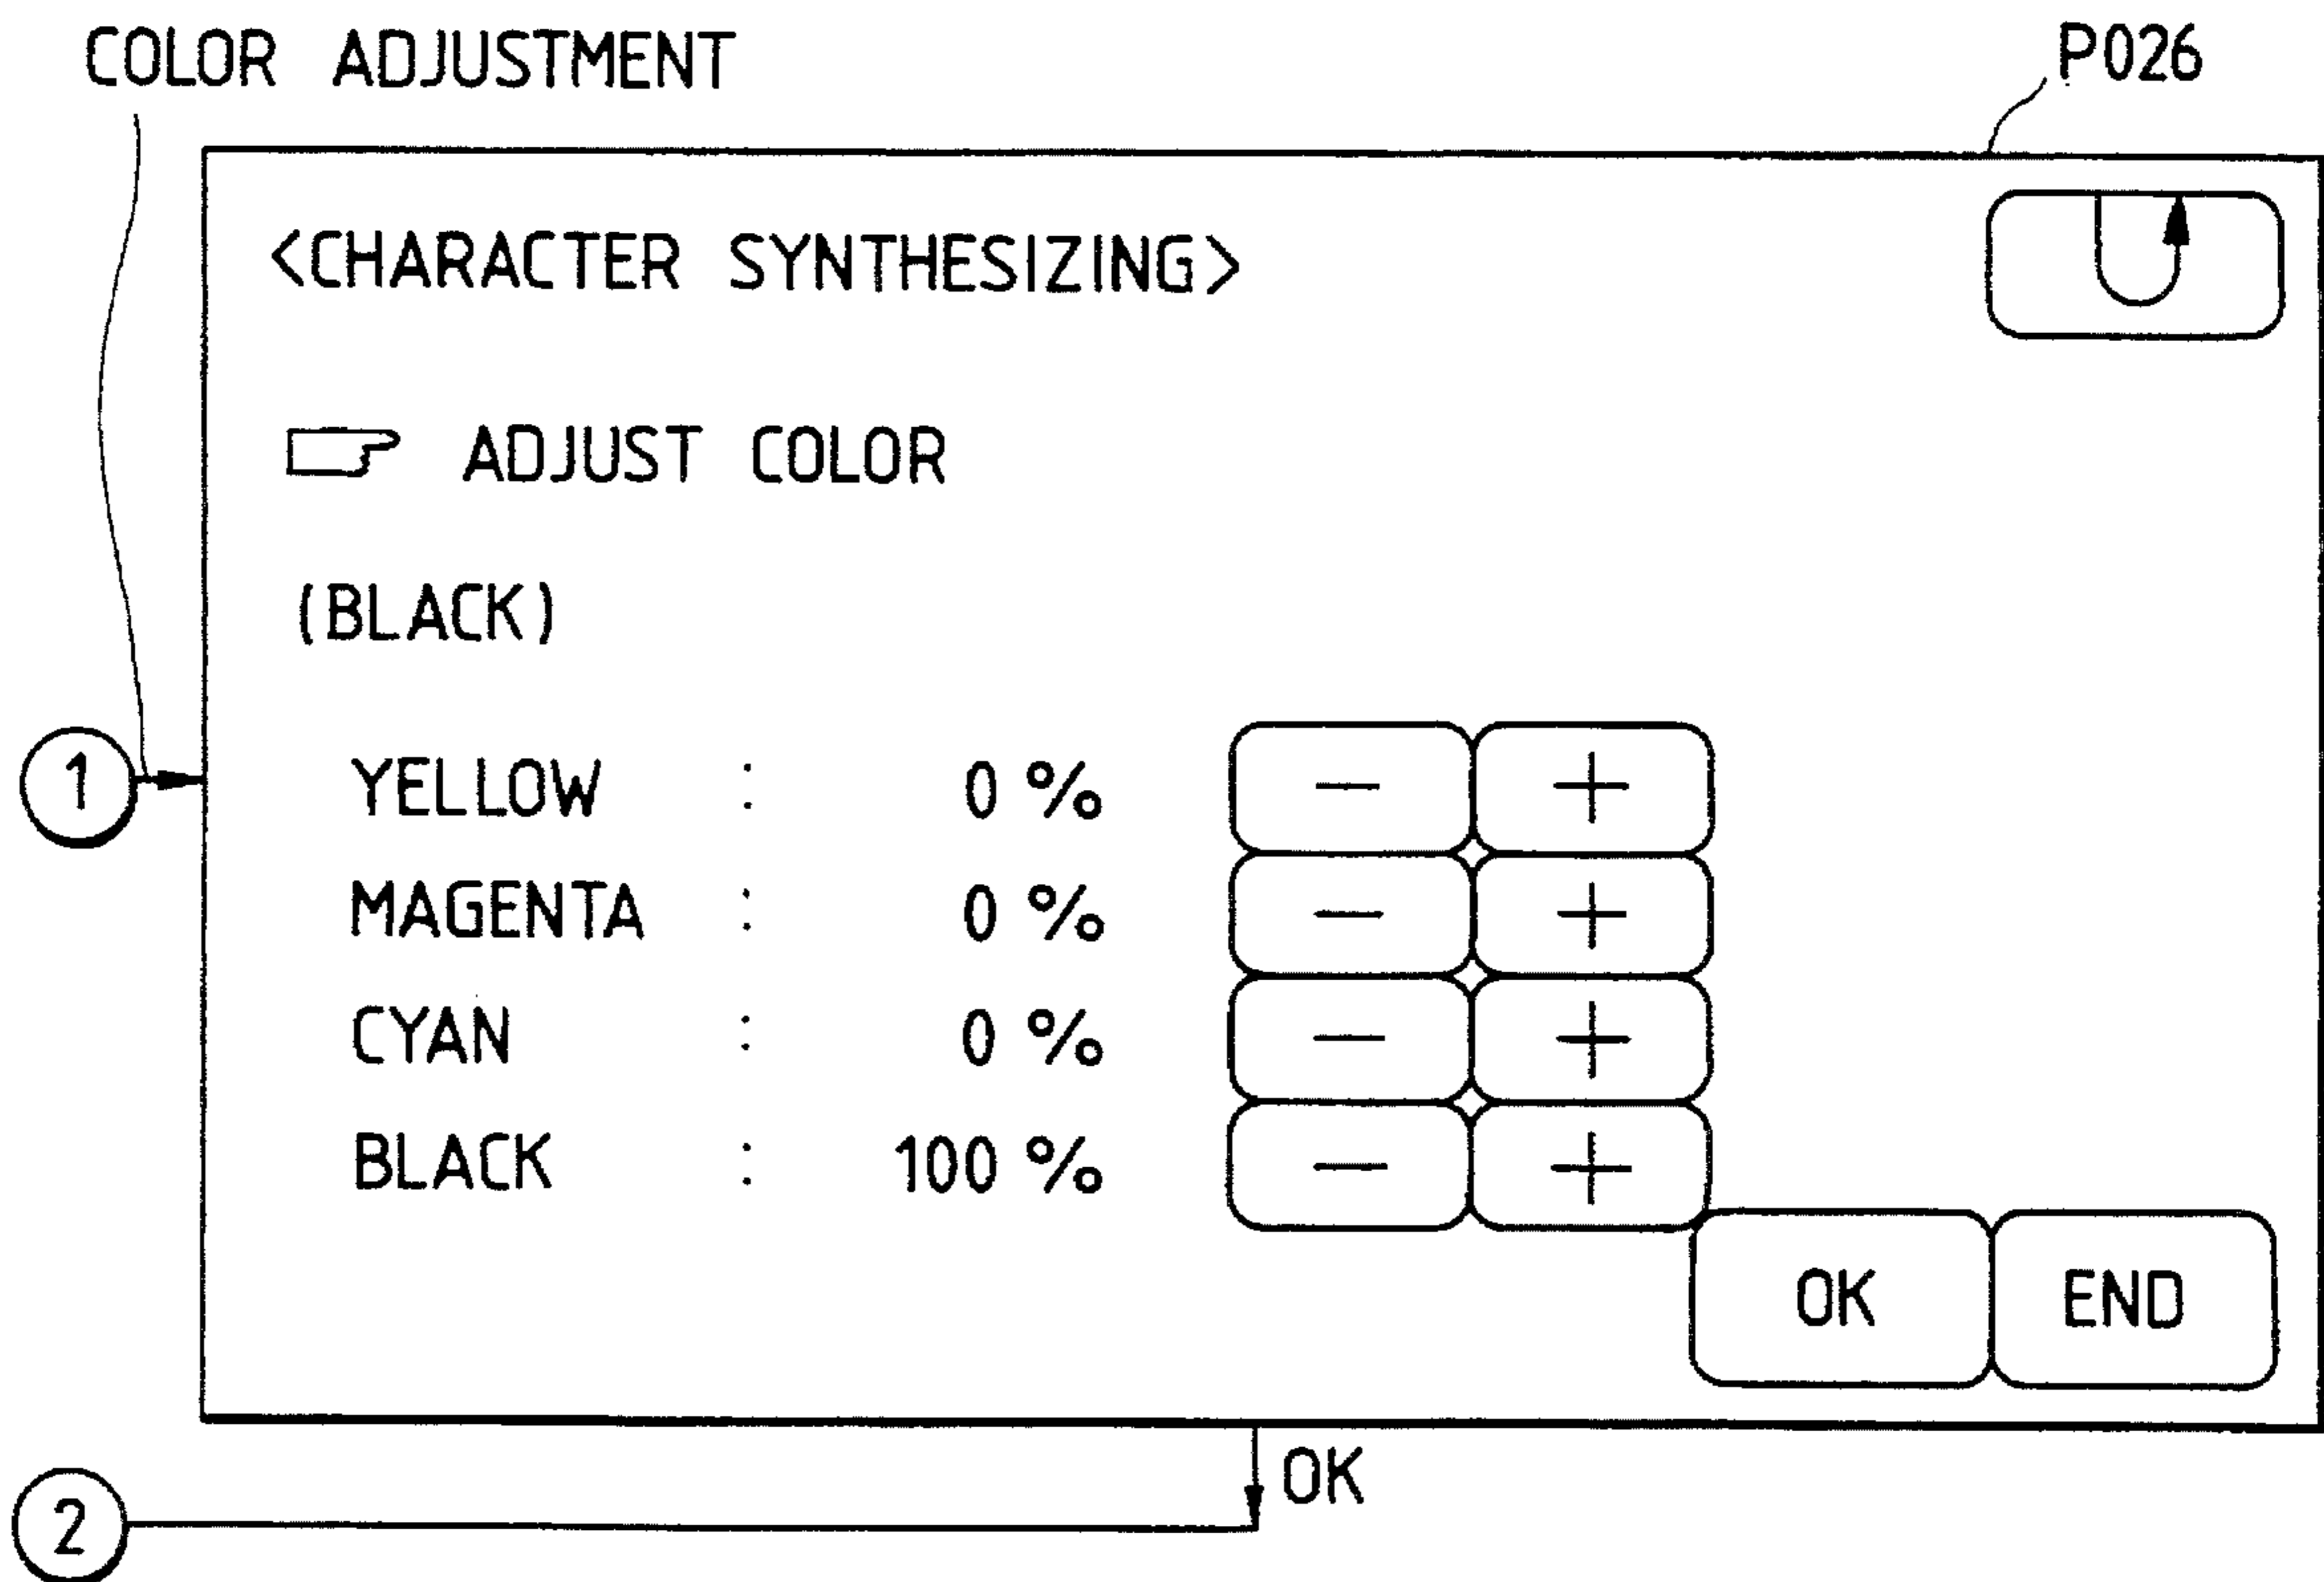 COLOR ADJUSTMENT
P026
<CHARACTER SYNTHESIZING>
ADJUST COLOR
(BLACK)
1
YELLOW : 0 % − +
MAGENTA : 0 % − +
CYAN : 0 % − +
BLACK : 100 % − +
OK END
OK
2